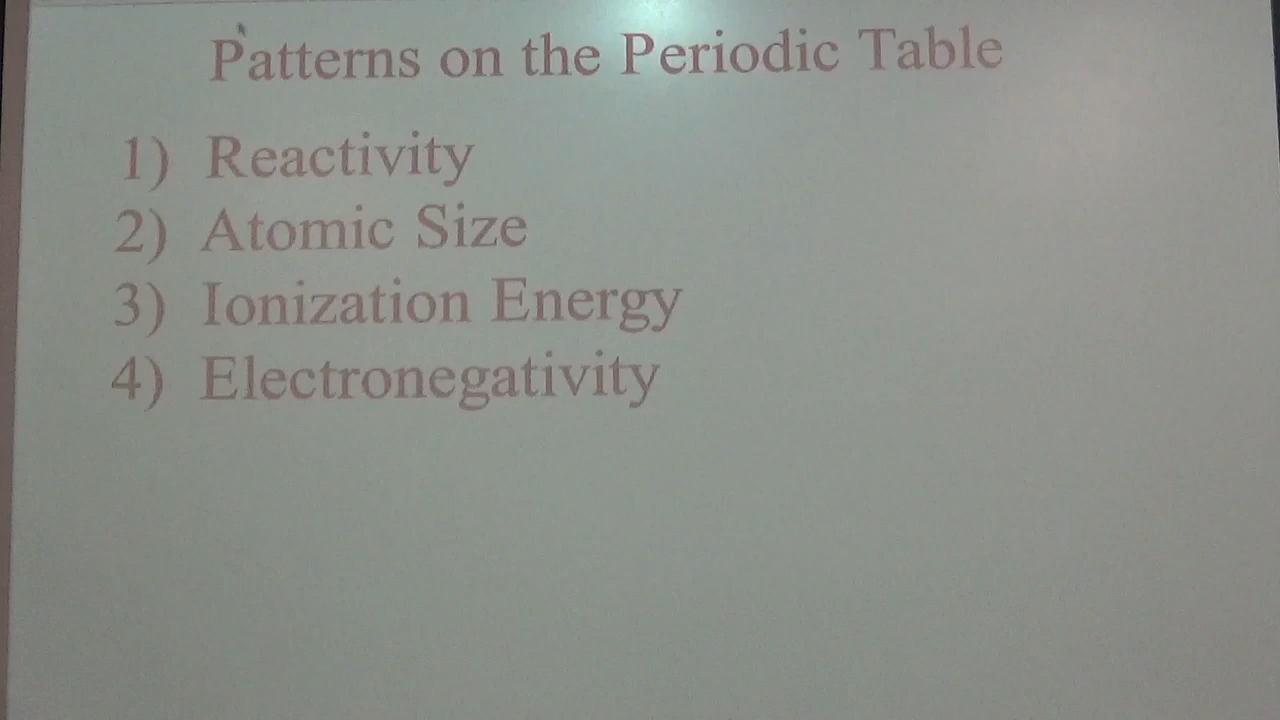 Patterns on the Periodic Table
1) Reactivity
2) Atomic Size
3) Ionization Energy
4) Electronegativity